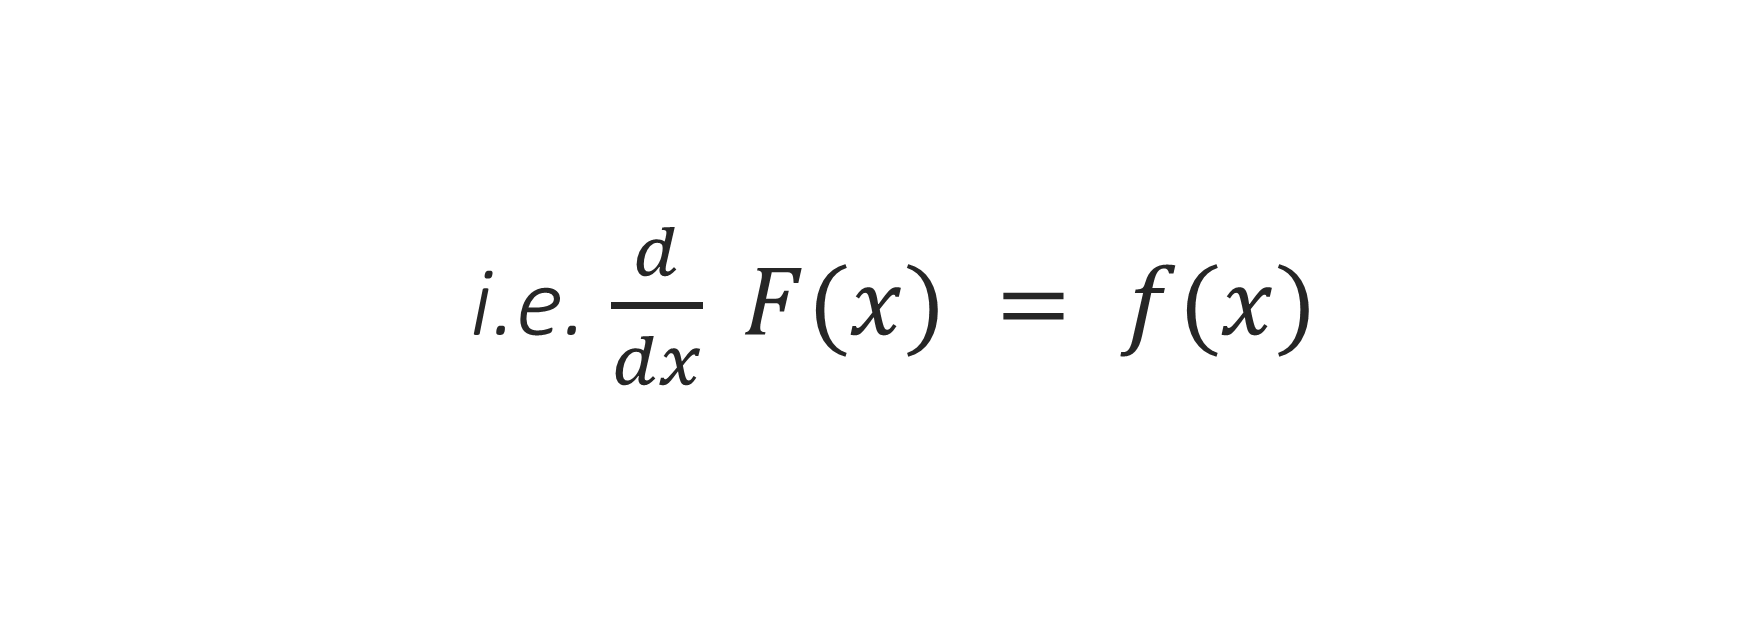 i.e. d/dx F(x) = f(x)